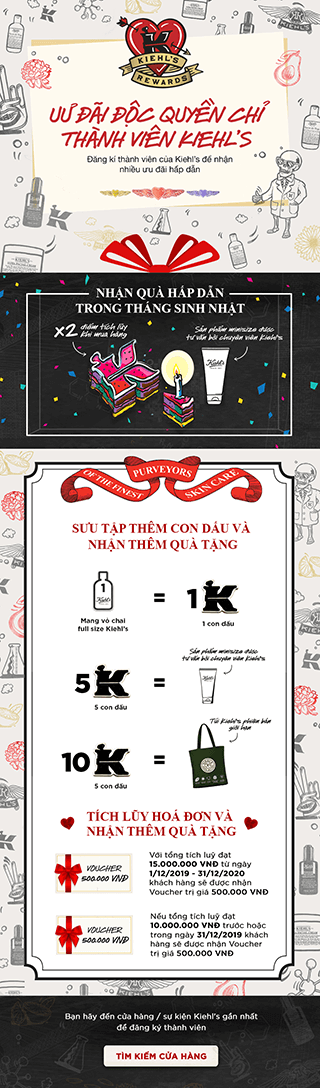 KIEHL'S
REWARDS
ƯU ĐÃI ĐỘC QUYỀN CHỈ
THÀNH VIÊN KIEHL'S
Đăng kí thành viên của Kiehl's để nhận
nhiều ưu đãi hấp dẫn
NHẬN QUÀ HẤP DẪN
TRONG THÁNG SINH NHẬT
x2 điểm tích lũy
khi mua hàng
Sản phẩm minisize được
tư vấn bởi chuyên viên Kiehl's
Kiehl's
OF THE FINEST PURVEYORS SKIN CARE
SƯU TẬP THÊM CON DẤU VÀ
NHẬN THÊM QUÀ TẶNG
1
Kiehl's
= 1 K
Mang vỏ chai
full size Kiehl's
1 con dấu
Sản phẩm minisize được
tư vấn bởi chuyên viên Kiehl's
5 K =
5 con dấu
Túi Kiehl's phiên bản
giới hạn
10 K =
5 con dấu
TÍCH LŨY HOÁ ĐƠN VÀ
NHẬN THÊM QUÀ TẶNG
VOUCHER
500.000 VNĐ
Với tổng tích luỹ đạt
15.000.000 VNĐ từ ngày
1/12/2019 - 31/12/2020
khách hàng sẽ được nhận
Voucher trị giá 500.000 VNĐ
VOUCHER
500.000 VNĐ
Nếu tổng tích luỹ đạt
10.000.000 VNĐ trước hoặc
trong ngày 31/12/2019 khách
hàng sẽ được nhận Voucher
trị giá 500.000 VNĐ
Bạn hãy đến cửa hàng / sự kiện Kiehl's gần nhất
để đăng ký thành viên
TÌM KIẾM CỬA HÀNG